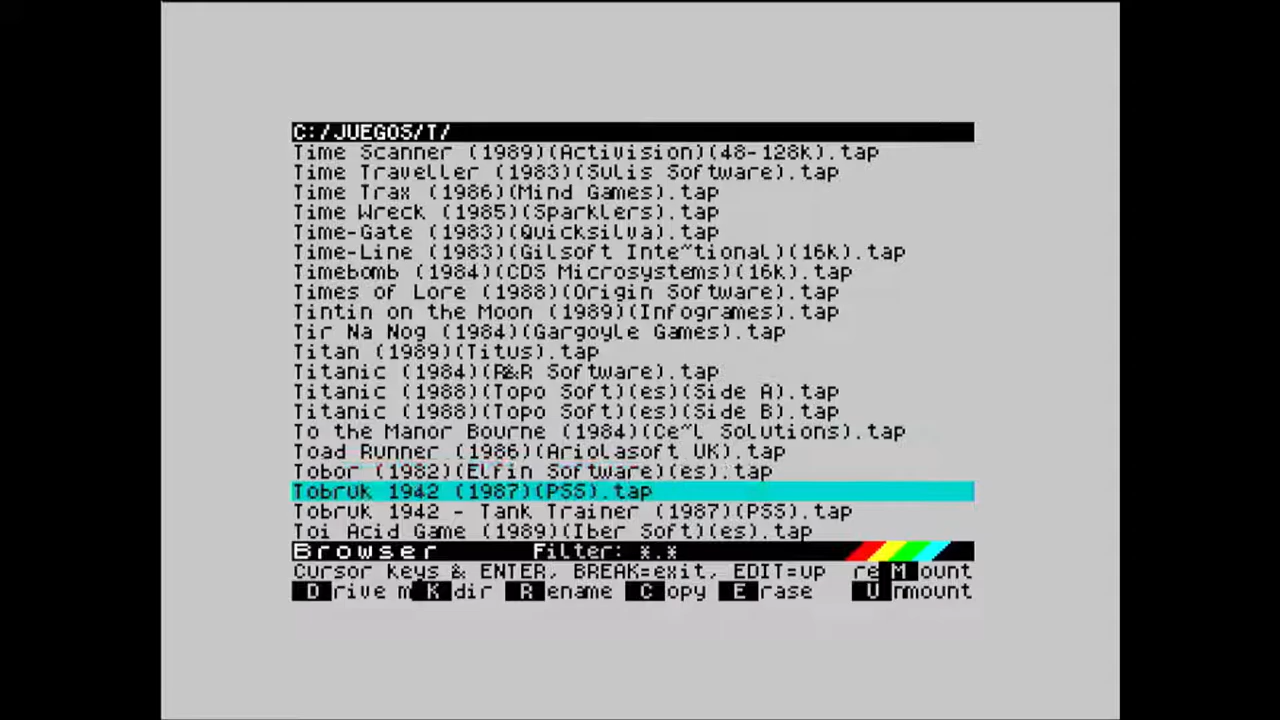 C:/JUEGOS/T/
Time Scanner (1989)(Activision)(48-128k).tap
Time Traveller (1983)(Sulis Software).tap
Time Trax (1986)(Mind Games).tap
Time Wreck (1985)(Sparklers).tap
Time-Gate (1983)(Quicksilva).tap
Time-Line (1983)(Gilsoft Inte~tional)(16k).tap
Timebomb (1984)(CDS Microsystems)(16k).tap
Times of Lore (1988)(Origin Software).tap
Tintin on the Moon (1989)(Infogrames).tap
Tir Na Nog (1984)(Gargoyle Games).tap
Titan (1989)(Titus).tap
Titanic (1984)(R&R Software).tap
Titanic (1988)(Topo Soft)(es)(Side A).tap
Titanic (1988)(Topo Soft)(es)(Side B).tap
To the Manor Bourne (1984)(Ce~l Solutions).tap
Toad Runner (1986)(Ariolasoft UK).tap
Tobor (1982)(Elfin Software)(es).tap
Tobruk 1942 (1987)(PSS).tap
Tobruk 1942 - Tank Trainer (1987)(PSS).tap
Toi Acid Game (1989)(Iber Soft)(es).tap
Browser Filter: *.*
Cursor keys & ENTER, BREAK=exit, EDIT=up reMount
Drive mKdir Rename Copy Erase Unmount